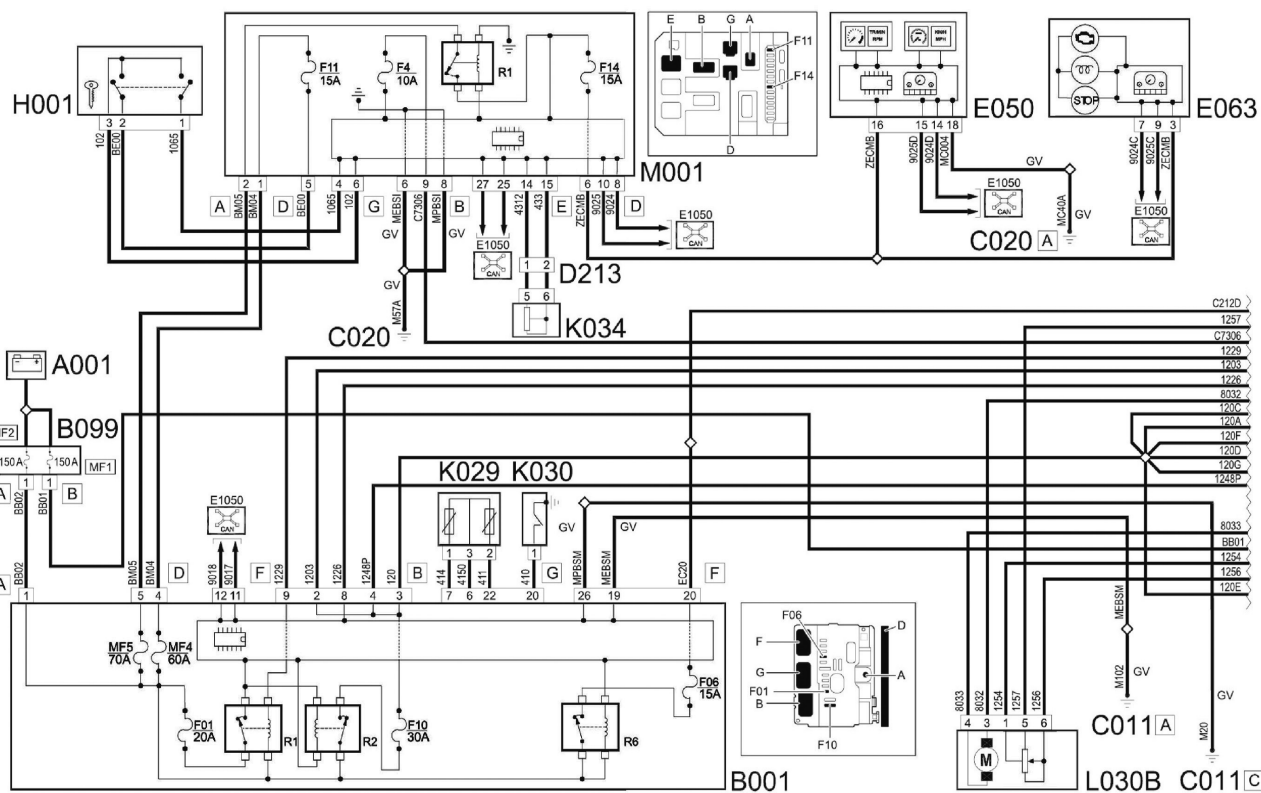 E B G A
F11
F14
D
TR/MIN RPM
KM/H MPH
STOP
F11 15A
F4 10A
R1
F14 15A
H001
M001
E050
E063
3 2 1
102 BE00 1065
2 1 5 4 6 6 9 8 27 25 14 15 6 10 8
16 15 14 18
7 9 3
A BM05 BM04 D BE00 1065 102 G MEBSI C7306 MPBSI B 4312 433 E ZECMB 9025 9024 D
ZECMB 9025D 9024D MC004
9024C 9025C ZECMB
GV
GV GV
E1050 CAN
E1050 CAN
E1050 CAN
E1050 CAN
MC40A GV
C020 A
1 2 D213
5 6
K034
GV
M57A
C020
C212D
1257
C7306
1229
1203
1226
8032
120C
120A
120F
120D
120G
1248P
8033
BB01
1254
1256
120E
- +
A001
B099
150A 150A MF1
1 1
A B
BB02 BB01
E1050
CAN
K029 K030
GV GV
1 3 2 1
BB02 BM05 BM04 D 9018 9017 F 1229 1203 1226 1248P B 120 414 4150 411 410 G MPBSM MEBSM EC20 F
1 5 4 12 11 9 2 8 4 3 7 6 22 20 26 19 20
MF5 70A
MF4 60A
F01 20A
R1
R2
F10 30A
R6
F06 15A
B001
F06
D
F
G
A
F01
B
F10
MEBSM
M102 GV
C011 A
GV
M20
C011 C
8033 8032 1254 1257 1256
4 3 1 5 6
M
L030B